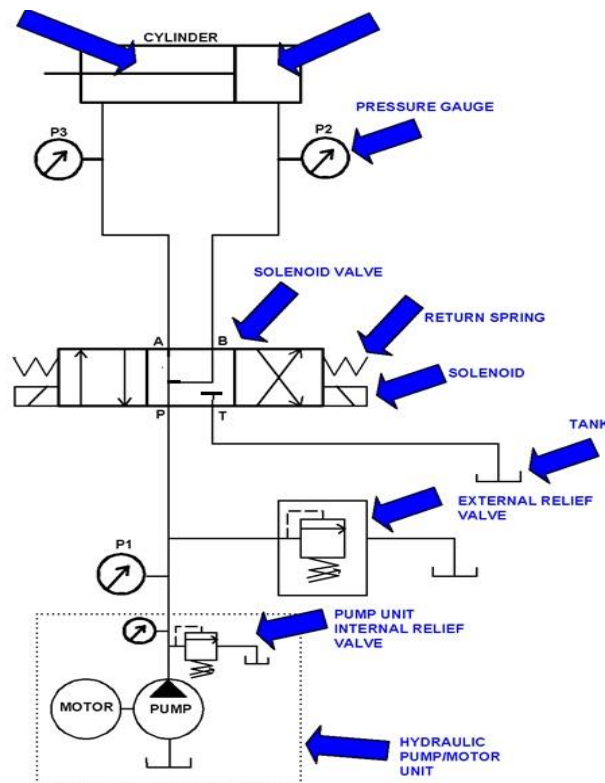 CYLINDER
PRESSURE GAUGE
P3
P2
SOLENOID VALVE
RETURN SPRING
A
B
SOLENOID
P
T
TANK
EXTERNAL RELIEF
VALVE
P1
PUMP UNIT
INTERNAL RELIEF
VALVE
MOTOR
PUMP
HYDRAULIC
PUMP/MOTOR
UNIT